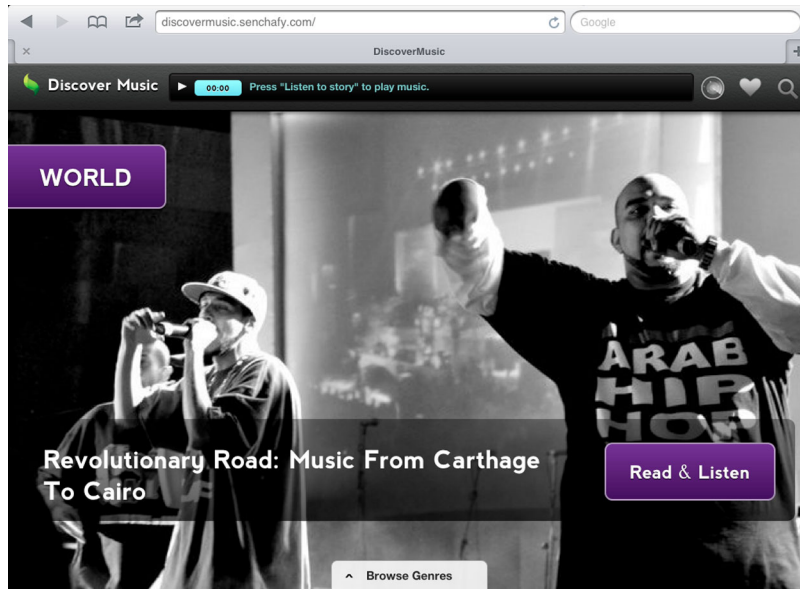 discovermusic.senchafy.com/
Google
DiscoverMusic
Discover Music
00:00
Press "Listen to story" to play music.
WORLD
ARAB
HIP
HOP
Revolutionary Road: Music From Carthage
To Cairo
Read & Listen
Browse Genres